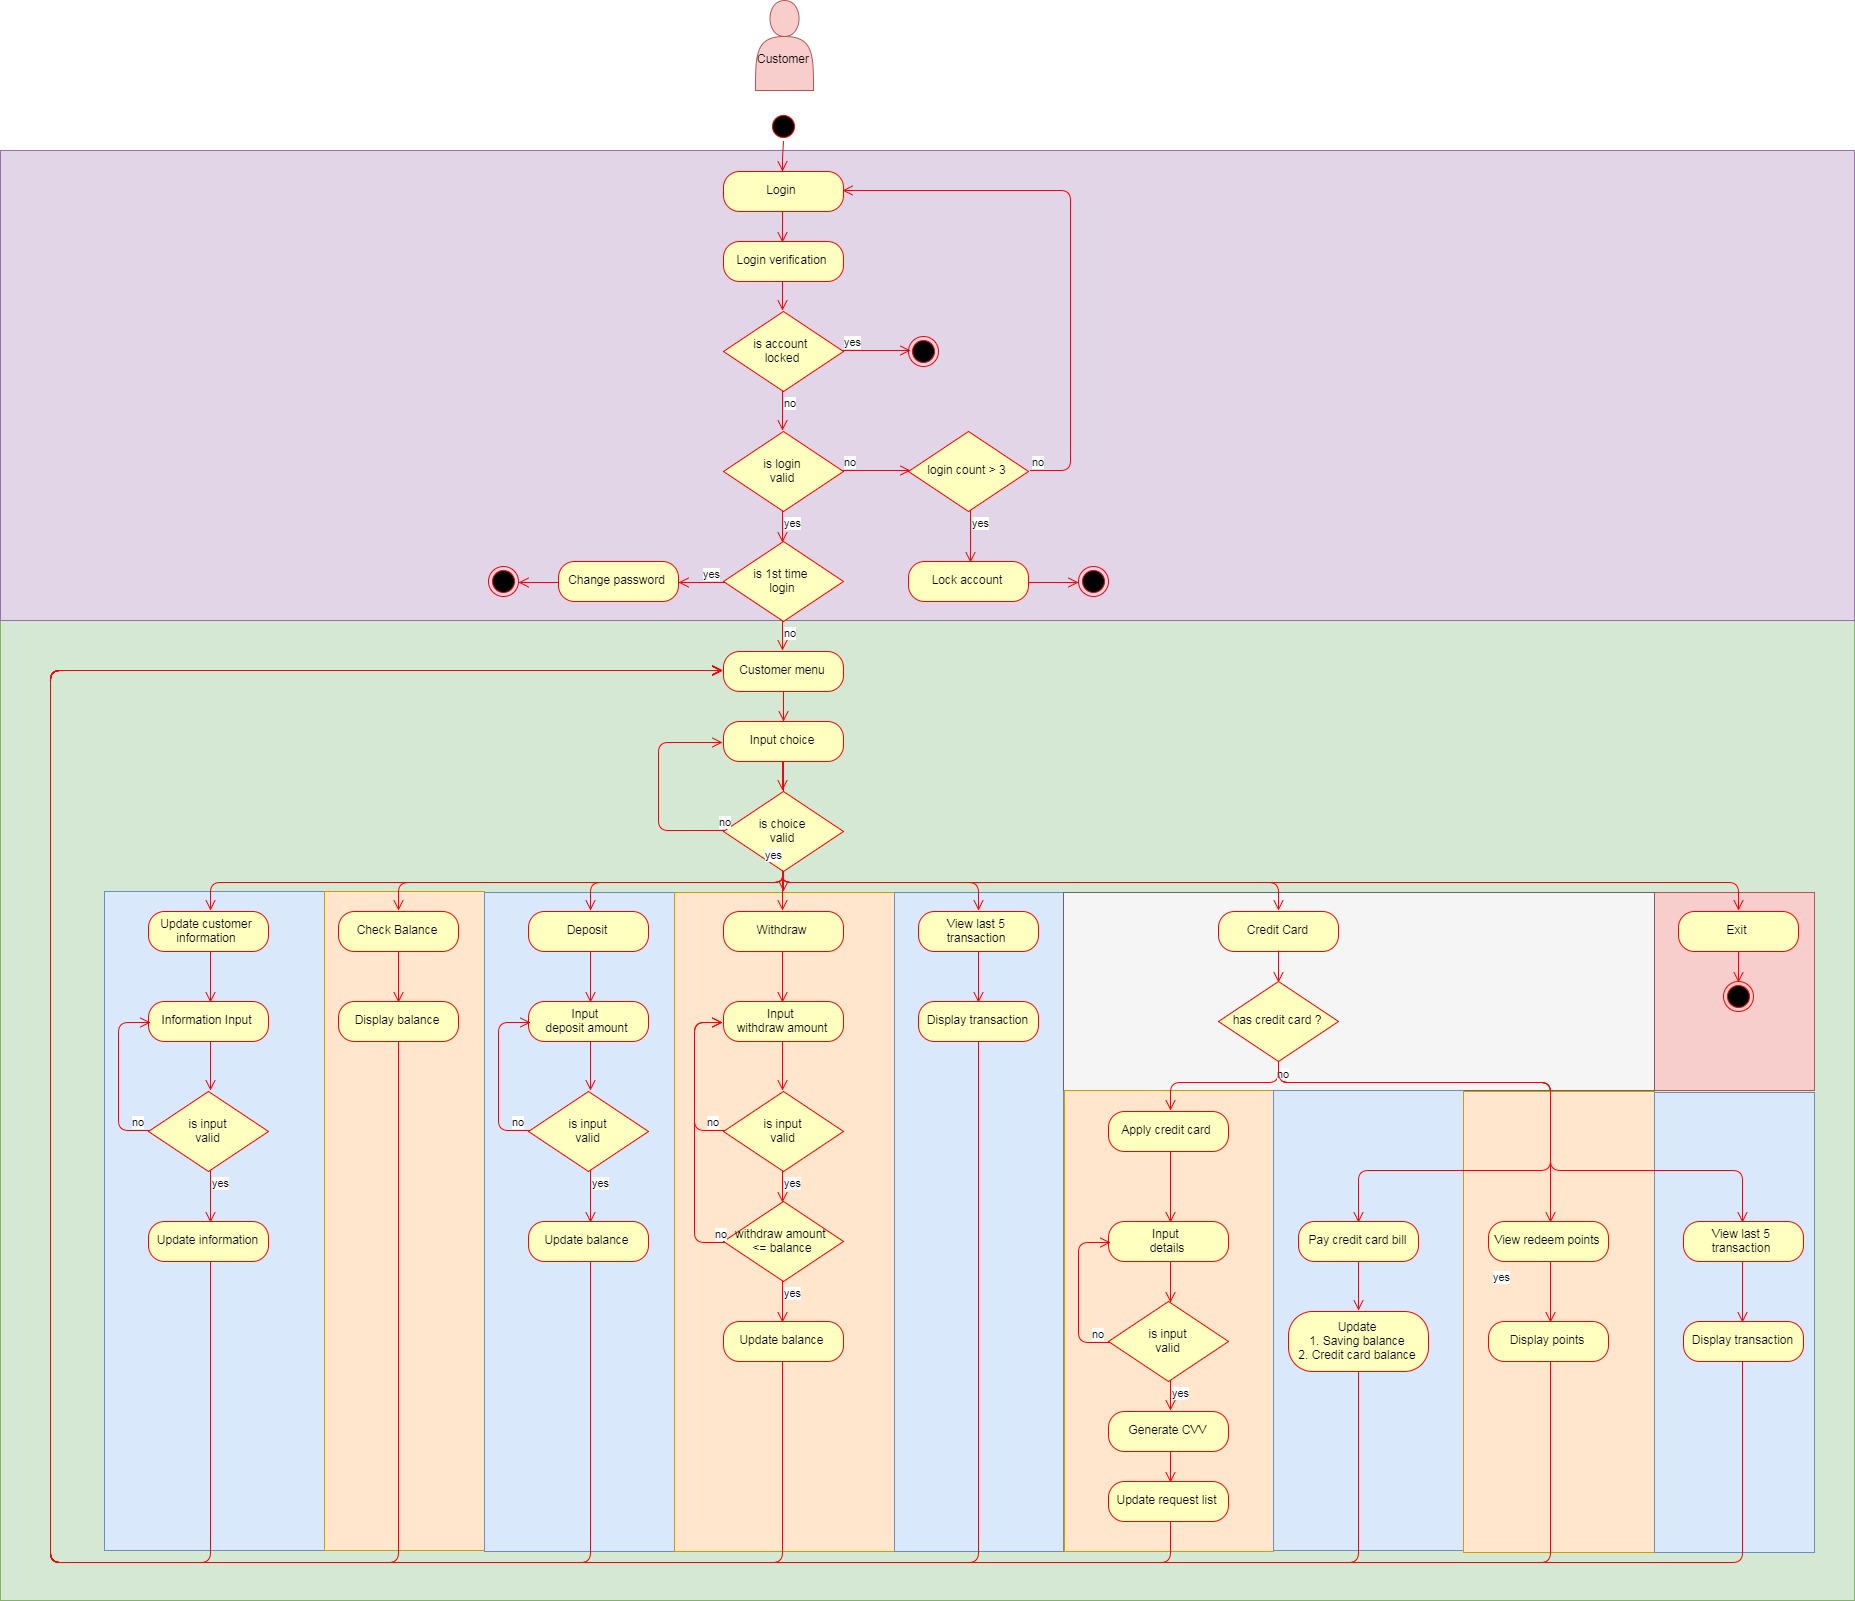 Customer
Login
Login verification
is account
locked
yes
no
is login
valid
no
login count > 3
no
yes
yes
Change password
yes
is 1st time
login
Lock account
no
Customer menu
Input choice
no
is choice
valid
yes
Update customer
information
Check Balance
Deposit
Withdraw
View last 5
transaction
Credit Card
Exit
Information Input
Display balance
Input
deposit amount
Input
withdraw amount
Display transaction
has credit card ?
no
no
is input
valid
no
is input
valid
no
is input
valid
Apply credit card
yes
yes
yes
Update information
Update balance
no
withdraw amount
<= balance
Input
details
Pay credit card bill
View redeem points
View last 5
transaction
yes
yes
Update balance
no
is input
valid
Update
1. Saving balance
2. Credit card balance
Display points
Display transaction
yes
Generate CVV
Update request list